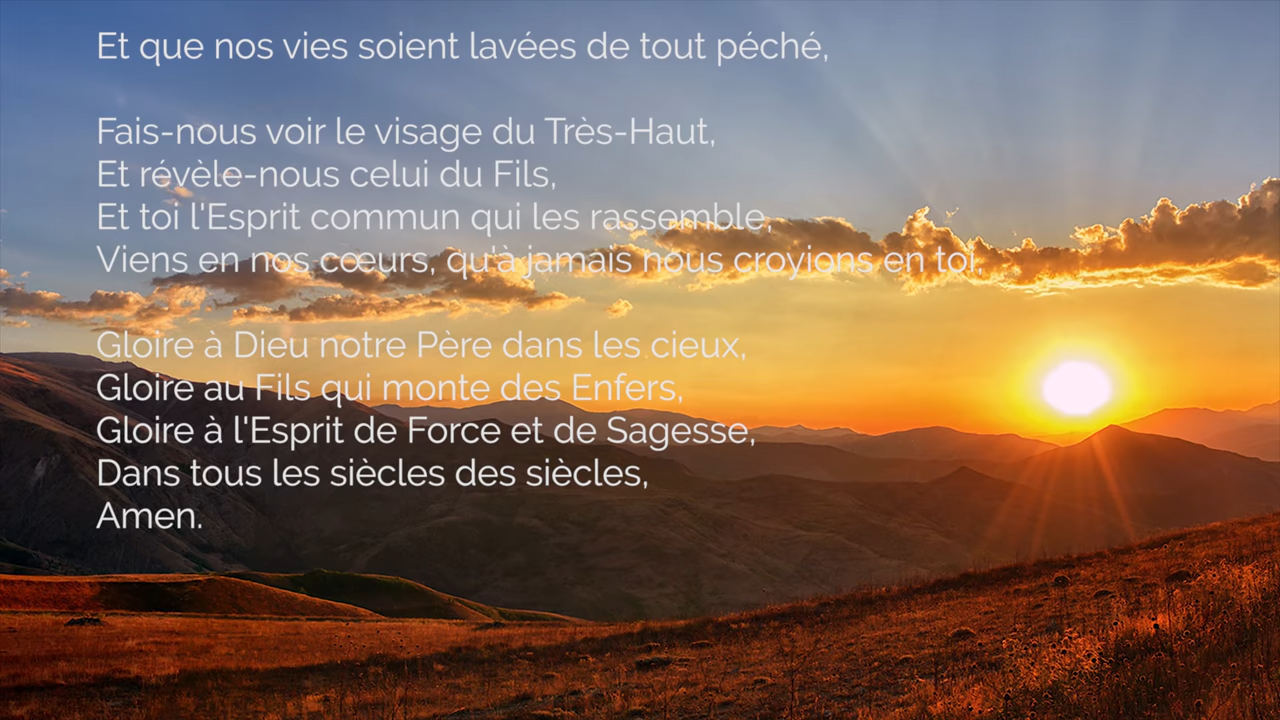 Et que nos vies soient lavées de tout péché,
Fais-nous voir le visage du Très-Haut,
Et révèle-nous celui du Fils,
Et toi l'Esprit commun qui les rassemble,
Viens en nos cœurs, qu'à jamais nous croyions en toi,
Gloire à Dieu notre Père dans les cieux,
Gloire au Fils qui monte des Enfers,
Gloire à l'Esprit de Force et de Sagesse,
Dans tous les siècles des siècles,
Amen.